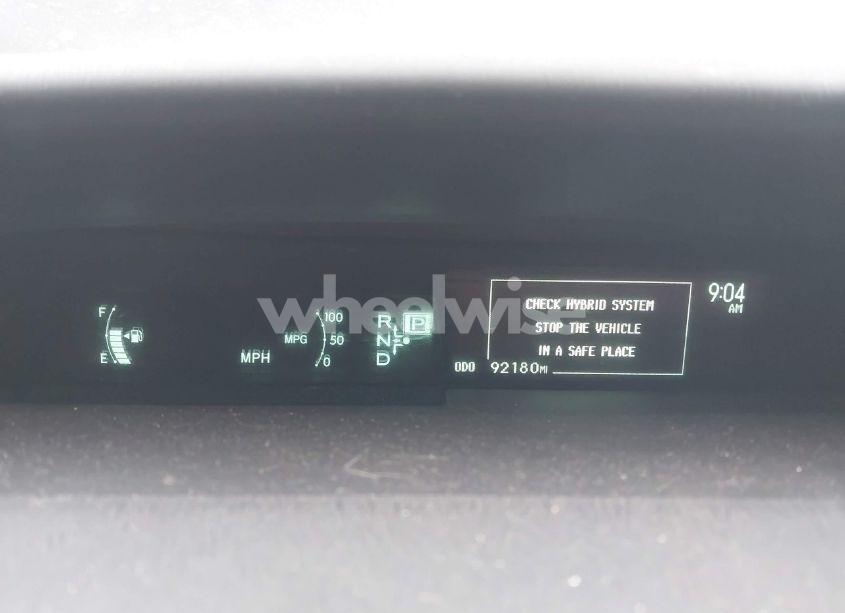 wheelwise
F
E
MPH
MPG
100
50
0
R
N
D
P
CHECK HYBRID SYSTEM
STOP THE VEHICLE
IN A SAFE PLACE
ODO 92180MI
9:04
AM